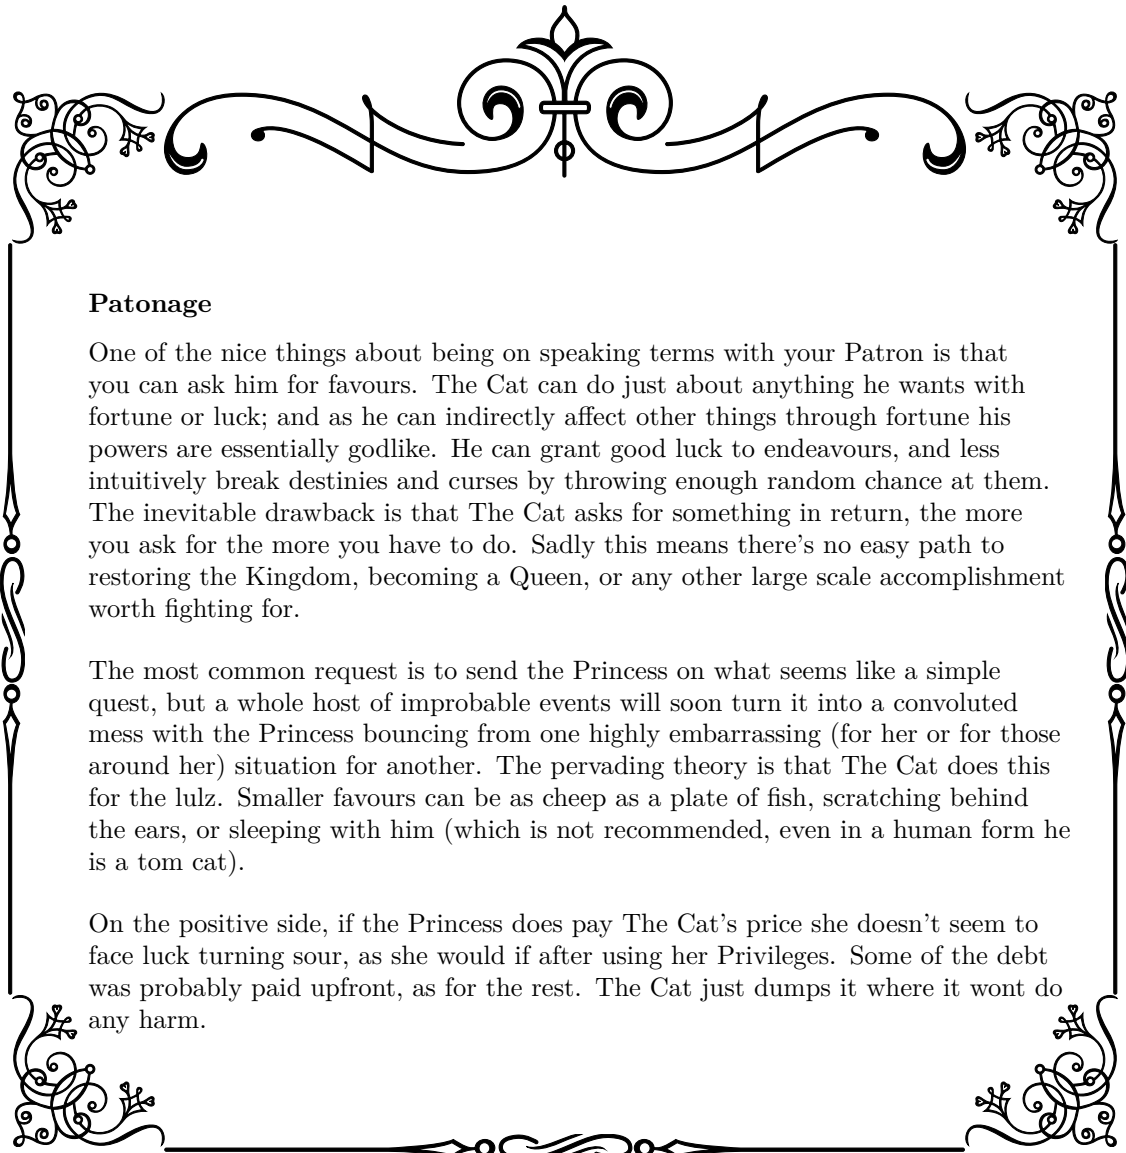 Patonage
One of the nice things about being on speaking terms with your Patron is that
you can ask him for favours. The Cat can do just about anything he wants with
fortune or luck; and as he can indirectly affect other things through fortune his
powers are essentially godlike. He can grant good luck to endeavours, and less
intuitively break destinies and curses by throwing enough random chance at them.
The inevitable drawback is that The Cat asks for something in return, the more
you ask for the more you have to do. Sadly this means there's no easy path to
restoring the Kingdom, becoming a Queen, or any other large scale accomplishment
worth fighting for.
The most common request is to send the Princess on what seems like a simple
quest, but a whole host of improbable events will soon turn it into a convoluted
mess with the Princess bouncing from one highly embarrassing (for her or for those
around her) situation for another. The pervading theory is that The Cat does this
for the lulz. Smaller favours can be as cheep as a plate of fish, scratching behind
the ears, or sleeping with him (which is not recommended, even in a human form he
is a tom cat).
On the positive side, if the Princess does pay The Cat's price she doesn't seem to
face luck turning sour, as she would if after using her Privileges. Some of the debt
was probably paid upfront, as for the rest. The Cat just dumps it where it wont do
any harm.